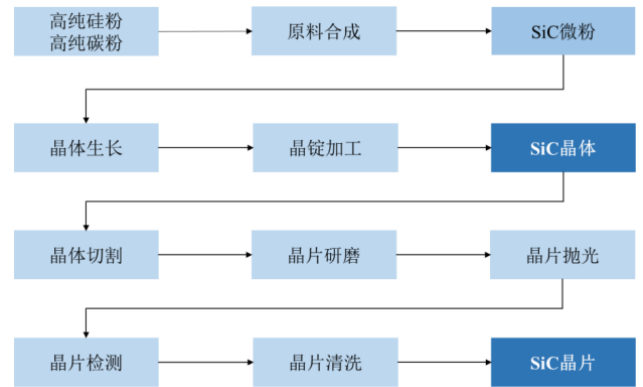 高纯硅粉
高纯碳粉
原料合成
SiC微粉
晶体生长
晶锭加工
SiC晶体
晶体切割
晶片研磨
晶片抛光
晶片检测
晶片清洗
SiC晶片